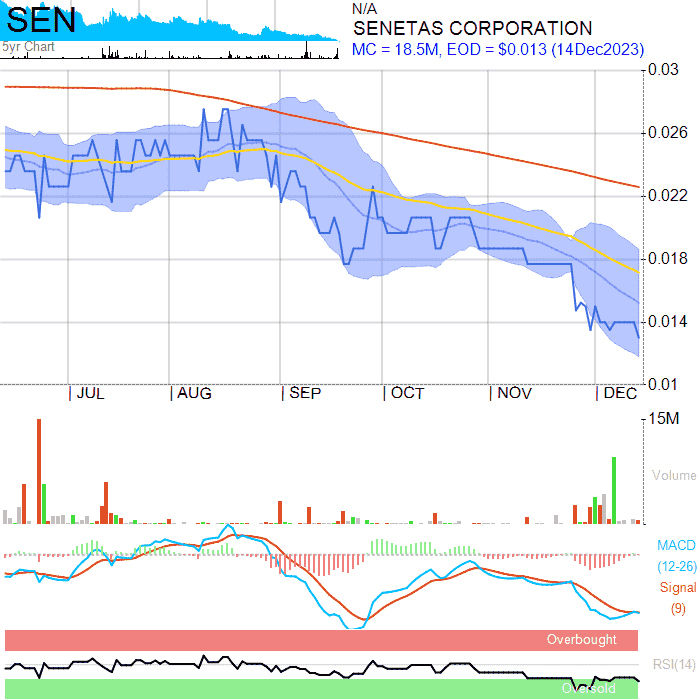 SEN
5yr Chart
N/A
SENETAS CORPORATION
MC = 18.5M, EOD = $0.013 (14Dec2023)
0.03
0.026
0.022
0.018
0.014
0.01
JUL AUG SEP OCT NOV DEC
15M
Volume
MACD
(12-26)
Signal
(9)
Overbought
RSI(14)
Oversold